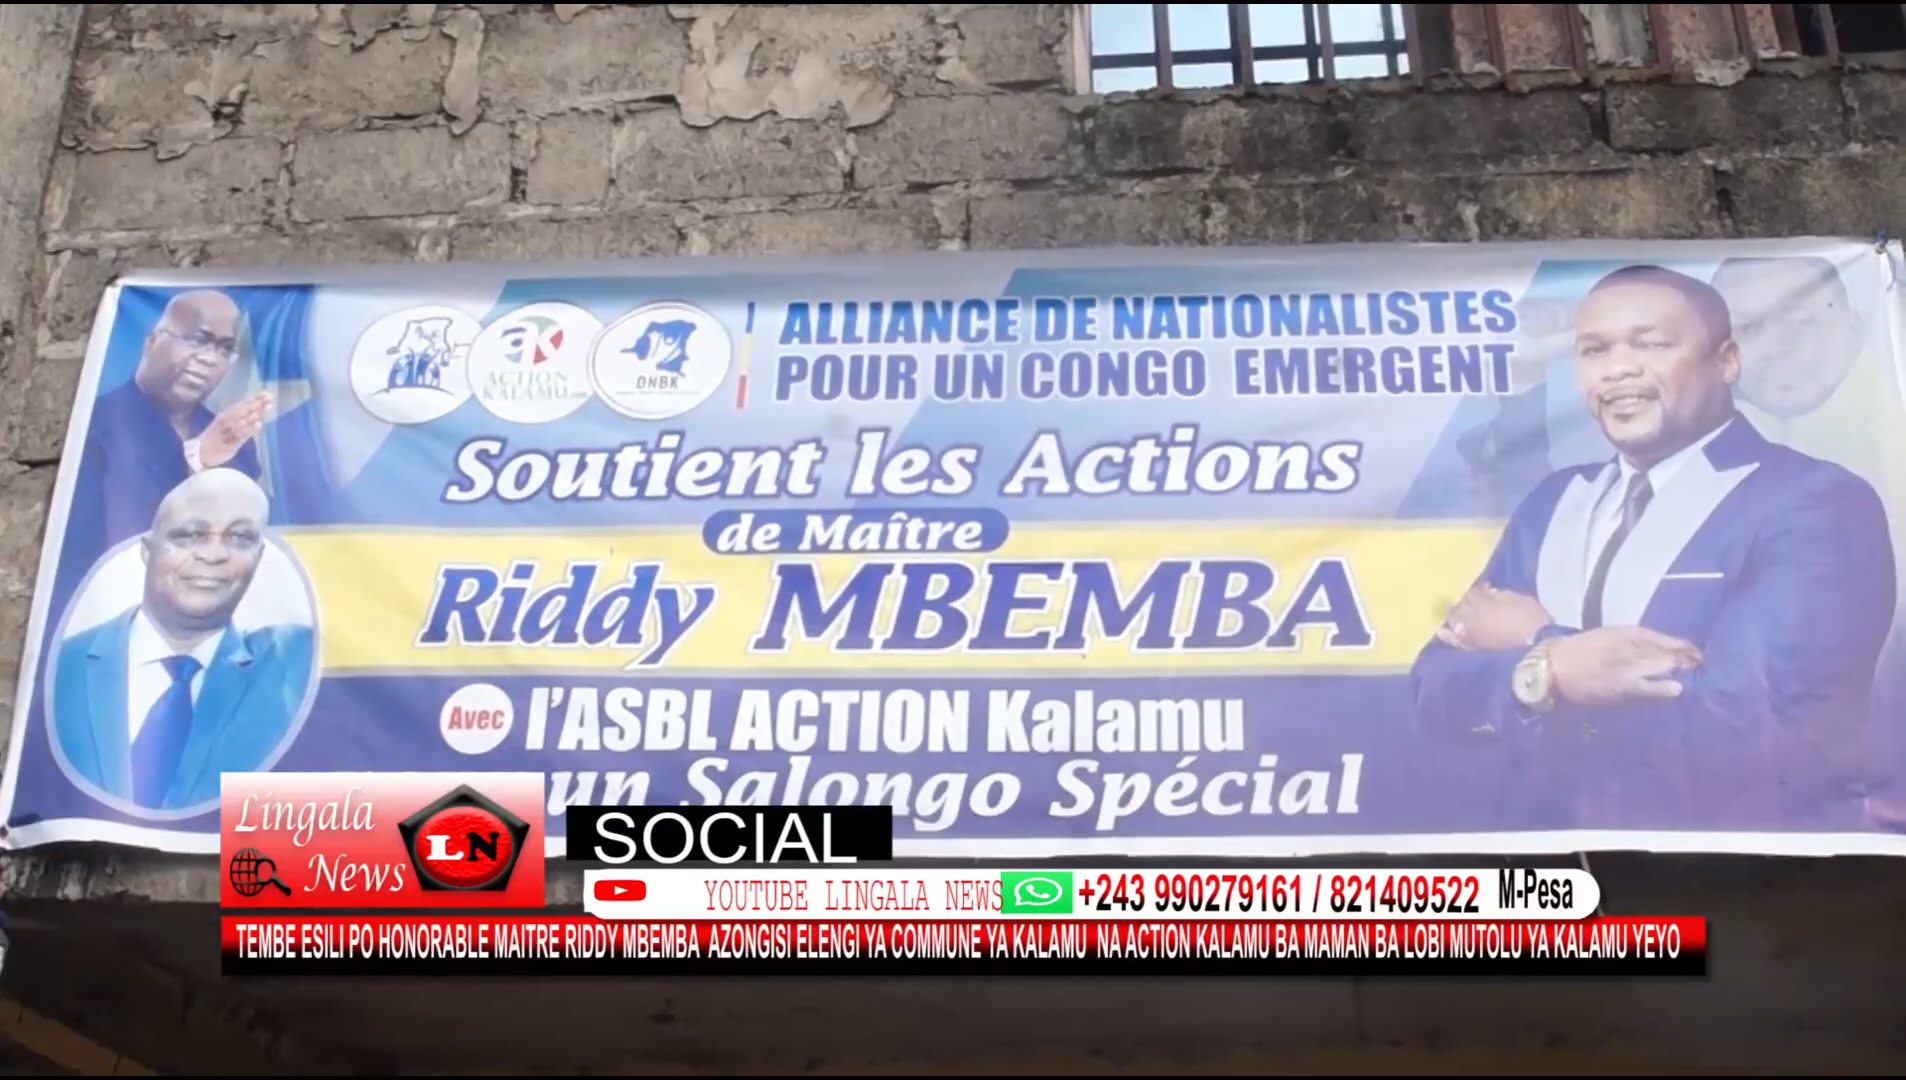 ak
ACTION
KALAMU
DNBK
ALLIANCE DE NATIONALISTES
POUR UN CONGO EMERGENT
Soutient les Actions
de Maître
Riddy MBEMBA
Avec l'ASBL ACTION Kalamu
un Salongo Spécial
Lingala
News
LN
SOCIAL
YOUTUBE LINGALA NEWS +243 990279161 / 821409522 M-Pesa
TEMBE ESILI PO HONORABLE MAITRE RIDDY MBEMBA AZONGISI ELENGI YA COMMUNE YA KALAMU NA ACTION KALAMU BA MAMAN BA LOBI MUTOLU YA KALAMU YEYO